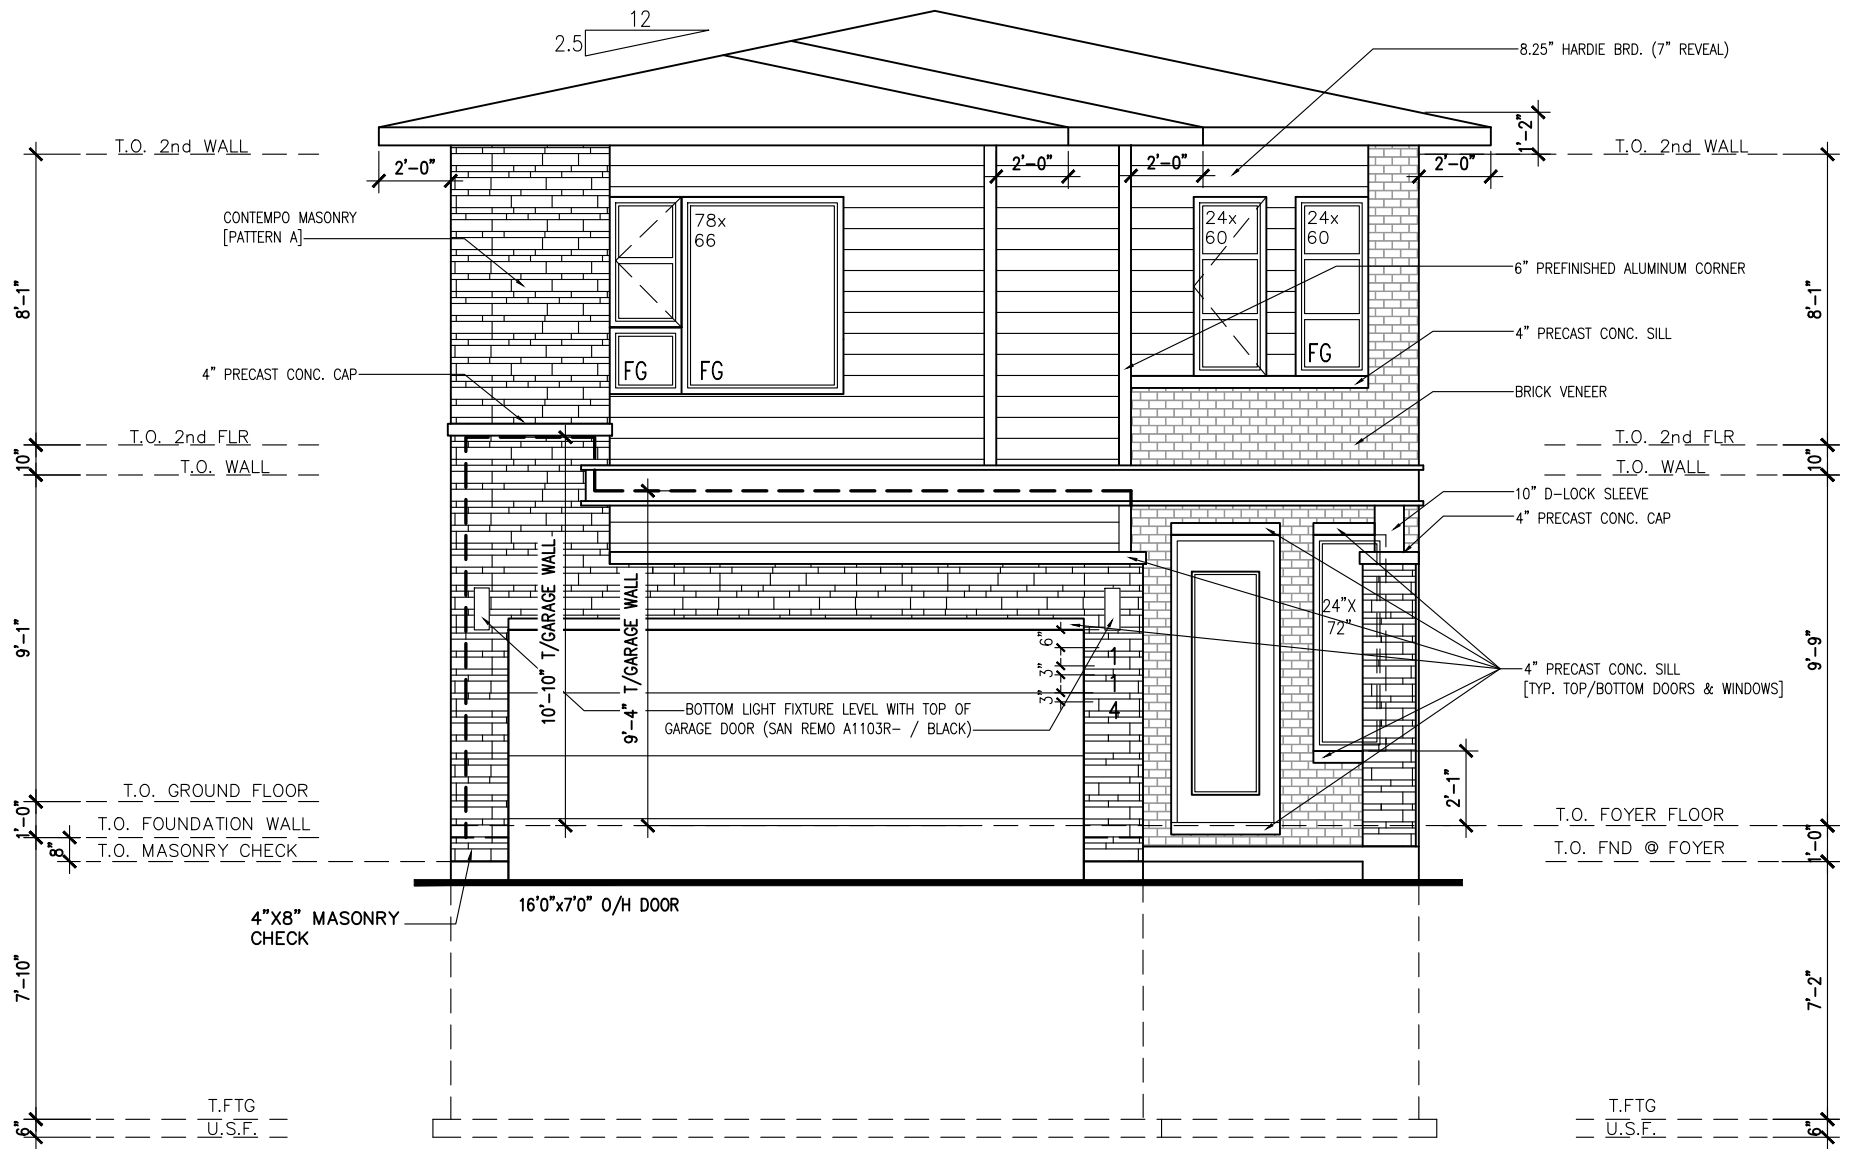 12
2.5
8.25" HARDIE BRD. (7" REVEAL)
1'-2"
T.O. 2nd WALL
T.O. 2nd WALL
2'-0"
2'-0"
2'-0"
2'-0"
CONTEMPO MASONRY
[PATTERN A]
78x
66
24x
60
24x
60
6" PREFINISHED ALUMINUM CORNER
8'-1"
8'-1"
4" PRECAST CONC. SILL
FG
FG
FG
4" PRECAST CONC. CAP
BRICK VENEER
T.O. 2nd FLR
T.O. 2nd FLR
10"
10"
T.O. WALL
T.O. WALL
10" D-LOCK SLEEVE
4" PRECAST CONC. CAP
10'-10" T/GARAGE WALL
9'-4" T/GARAGE WALL
24"X
72"
9'-1"
9'-9"
6"
3"
3"
1
1
4
4" PRECAST CONC. SILL
[TYP. TOP/BOTTOM DOORS & WINDOWS]
BOTTOM LIGHT FIXTURE LEVEL WITH TOP OF
GARAGE DOOR (SAN REMO A1103R- / BLACK)
2'-1"
T.O. GROUND FLOOR
1'-0"
T.O. FOUNDATION WALL
T.O. FOYER FLOOR
8"
T.O. MASONRY CHECK
T.O. FND @ FOYER
1'-0"
16'0"x7'0" O/H DOOR
4"X8" MASONRY
CHECK
7'-10"
7'-2"
T.FTG
T.FTG
6"
U.S.F.
U.S.F.
6"